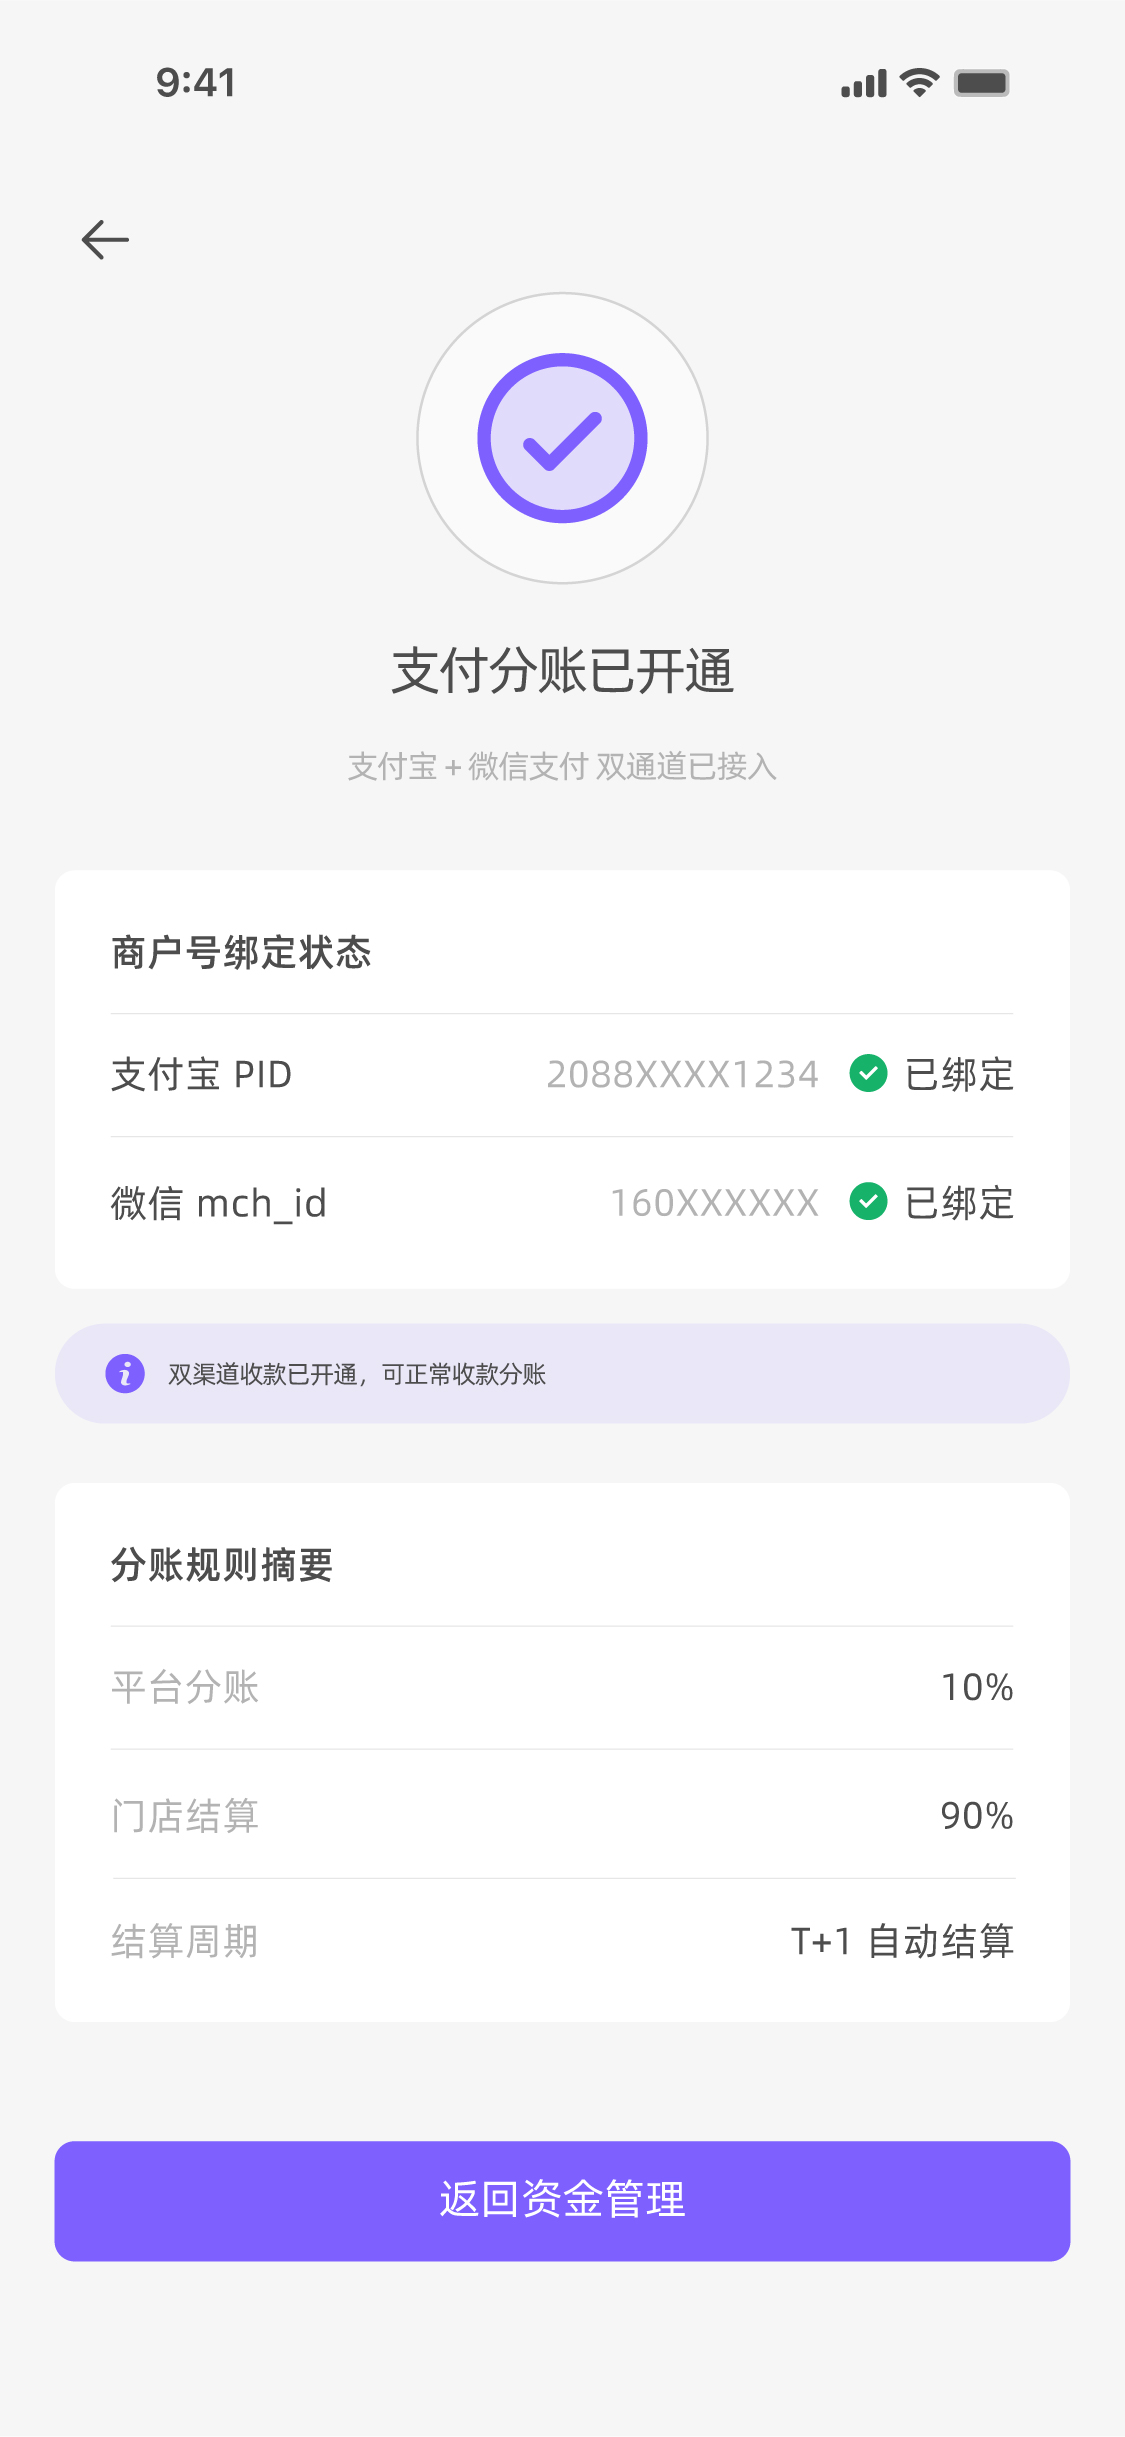 9:41
支付分账已开通
支付宝 + 微信支付 双通道已接入
商户号绑定状态
支付宝 PID 2088XXXX1234 已绑定
微信 mch_id 160XXXXXX 已绑定
i 双渠道收款已开通，可正常收款分账
分账规则摘要
平台分账 10%
门店结算 90%
结算周期 T+1 自动结算
返回资金管理